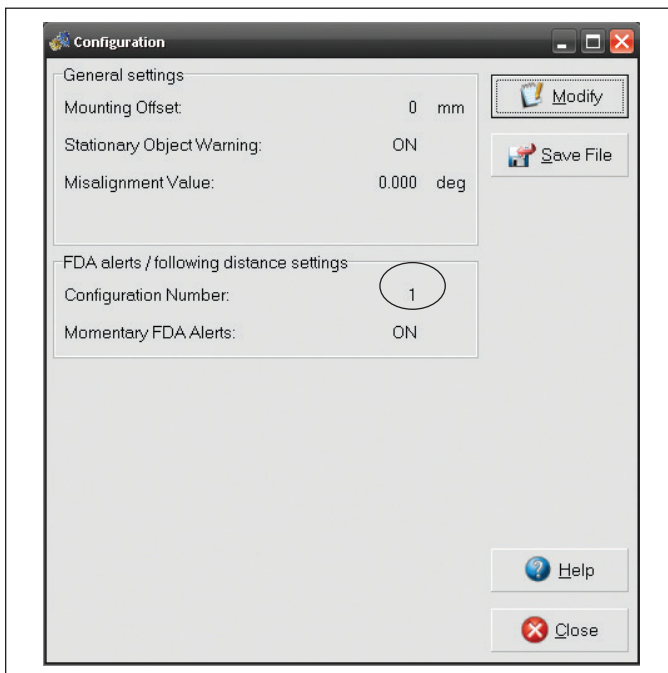 Configuration
General settings
Mounting Offset: 0 mm
Stationary Object Warning: ON
Misalignment Value: 0.000 deg
FDA alerts / following distance settings
Configuration Number: 1
Momentary FDA Alerts: ON
Modify
Save File
Help
Close